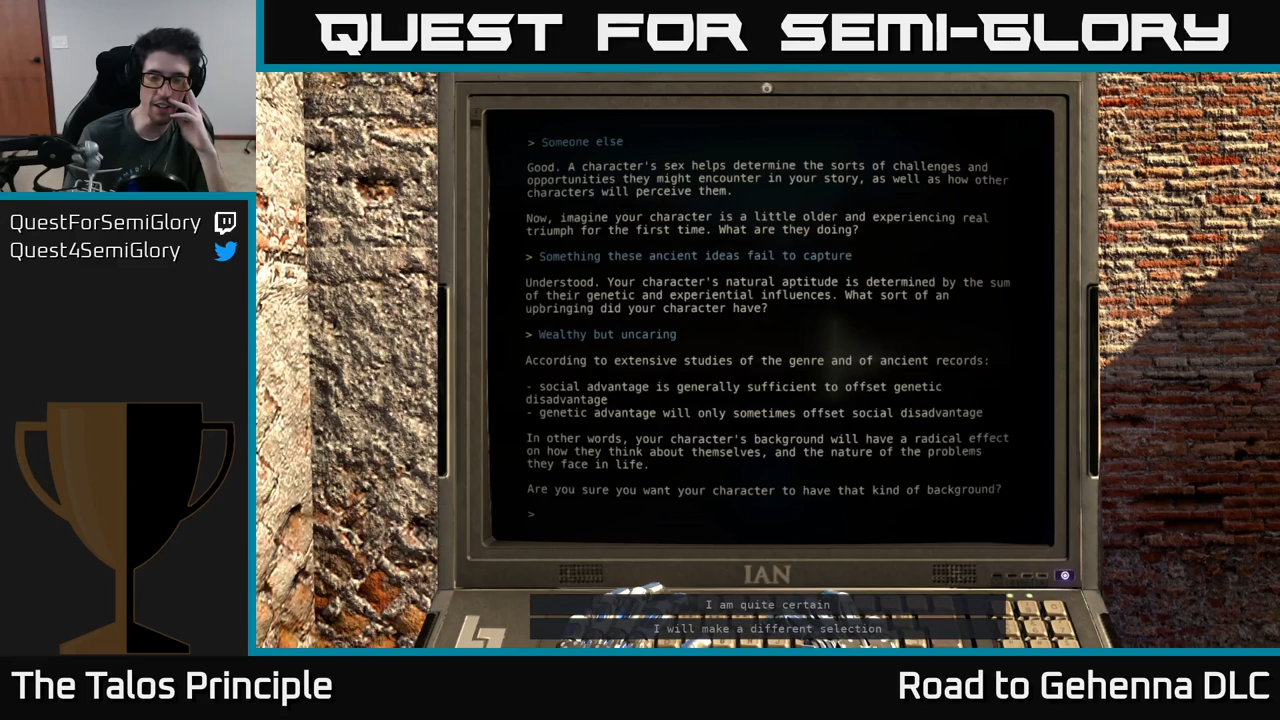 QUEST FOR SEMI-GLORY
QuestForSemiGlory
Quest4SemiGlory
> Someone else
Good. A character's sex helps determine the sorts of challenges and
opportunities they might encounter in your story, as well as how other
characters will perceive them.
Now, imagine your character is a little older and experiencing real
triumph for the first time. What are they doing?
> Something these ancient ideas fail to capture
Understood. Your character's natural aptitude is determined by the sum
of their genetic and experiential influences. What sort of an
upbringing did your character have?
> Wealthy but uncaring
According to extensive studies of the genre and of ancient records:
- social advantage is generally sufficient to offset genetic
disadvantage
- genetic advantage will only sometimes offset social disadvantage
In other words, your character's background will have a radical effect
on how they think about themselves, and the nature of the problems
they face in life.
Are you sure you want your character to have that kind of background?
>
IAN
I am quite certain
I will make a different selection
The Talos Principle
Road to Gehenna DLC